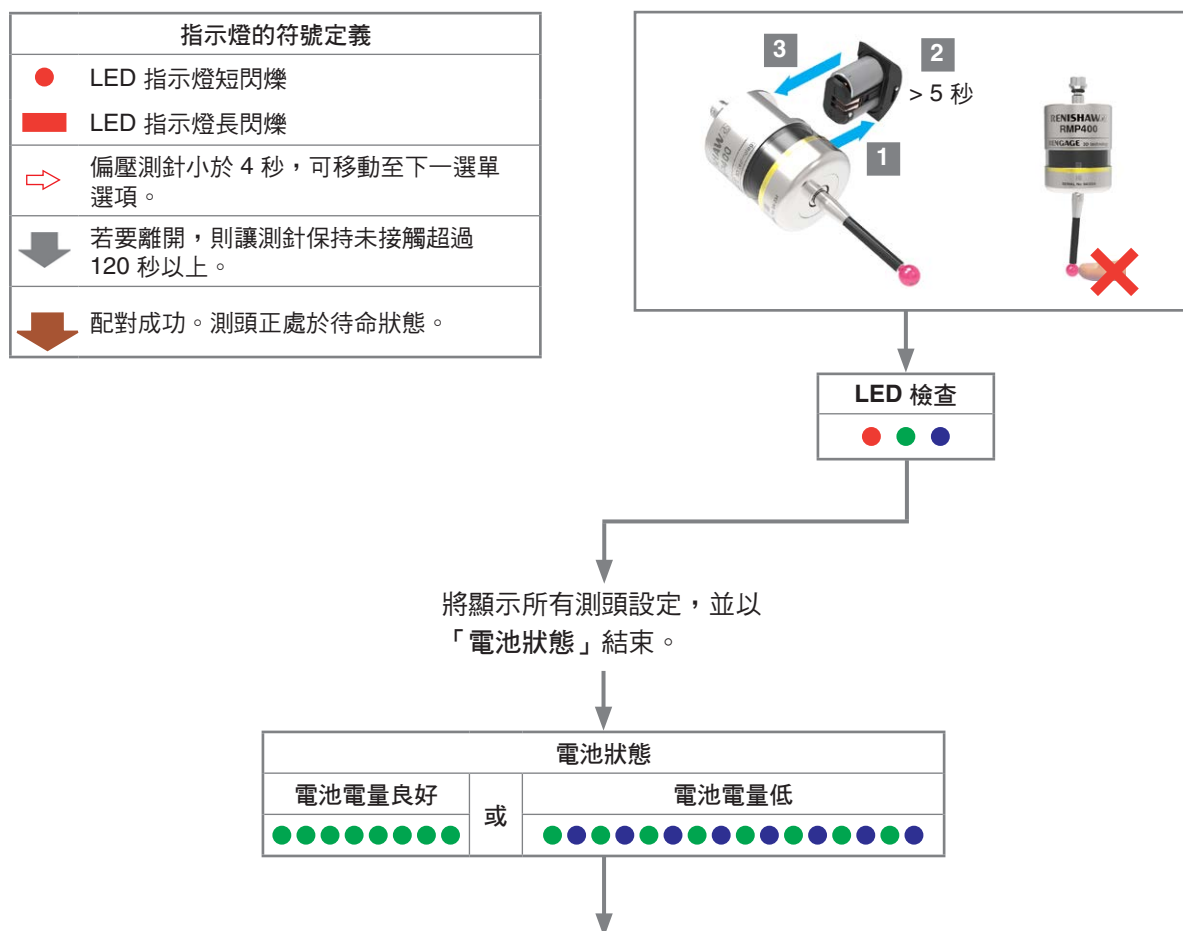 指示燈的符號定義
LED 指示燈短閃爍
LED 指示燈長閃爍
偏壓測針小於 4 秒，可移動至下一選單
選項。
若要離開，則讓測針保持未接觸超過
120 秒以上。
配對成功。測頭正處於待命狀態。
3
2
> 5 秒
1
RENISHAW
RMP400
RENGAGE
LED 檢查
將顯示所有測頭設定，並以
「電池狀態」結束。
電池狀態
電池電量良好
或
電池電量低